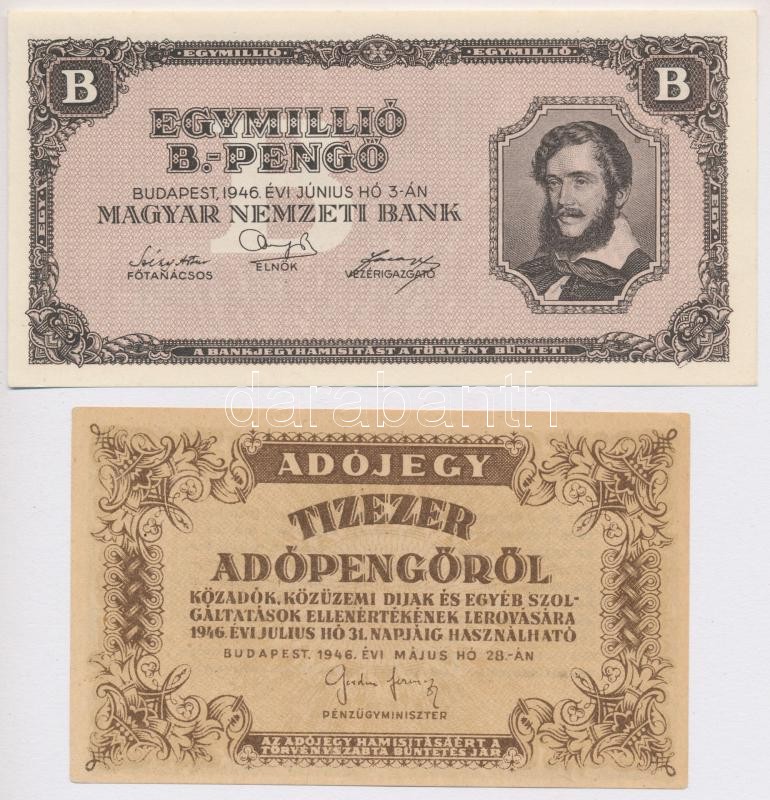 EGYMILLIÓ X EGYMILLIÓ
B B
EGYMILLIÓ
B.-PENGŐ
BUDAPEST, 1946. ÉVI JÚNIUS HÓ 3-ÁN
MAGYAR NEMZETI BANK
FŐTANÁCSOS
ELNÖK
VEZÉRIGAZGATÓ
A BANKJEGYHAMISITÁST A TÖRVÉNY BÜNTETI
darabanth
ADÓJEGY
TIZEZER
ADÓPENGŐRŐL
KÖZADÓK, KÖZÜZEMI DIJAK ÉS EGYÉB SZOL-
GÁLTATÁSOK ELLENÉRTÉKÉNEK LEROVÁSÁRA
1946. ÉVI JULIUS HÓ 31. NAPJÁIG HASZNÁLHATÓ
BUDAPEST, 1946. ÉVI MÁJUS HÓ 28.-ÁN
PÉNZÜGYMINISZTER
AZ ADÓJEGY HAMISITÁSÁÉRT A
TÖRVÉNYSZABTA BÜNTETÉS JÁR